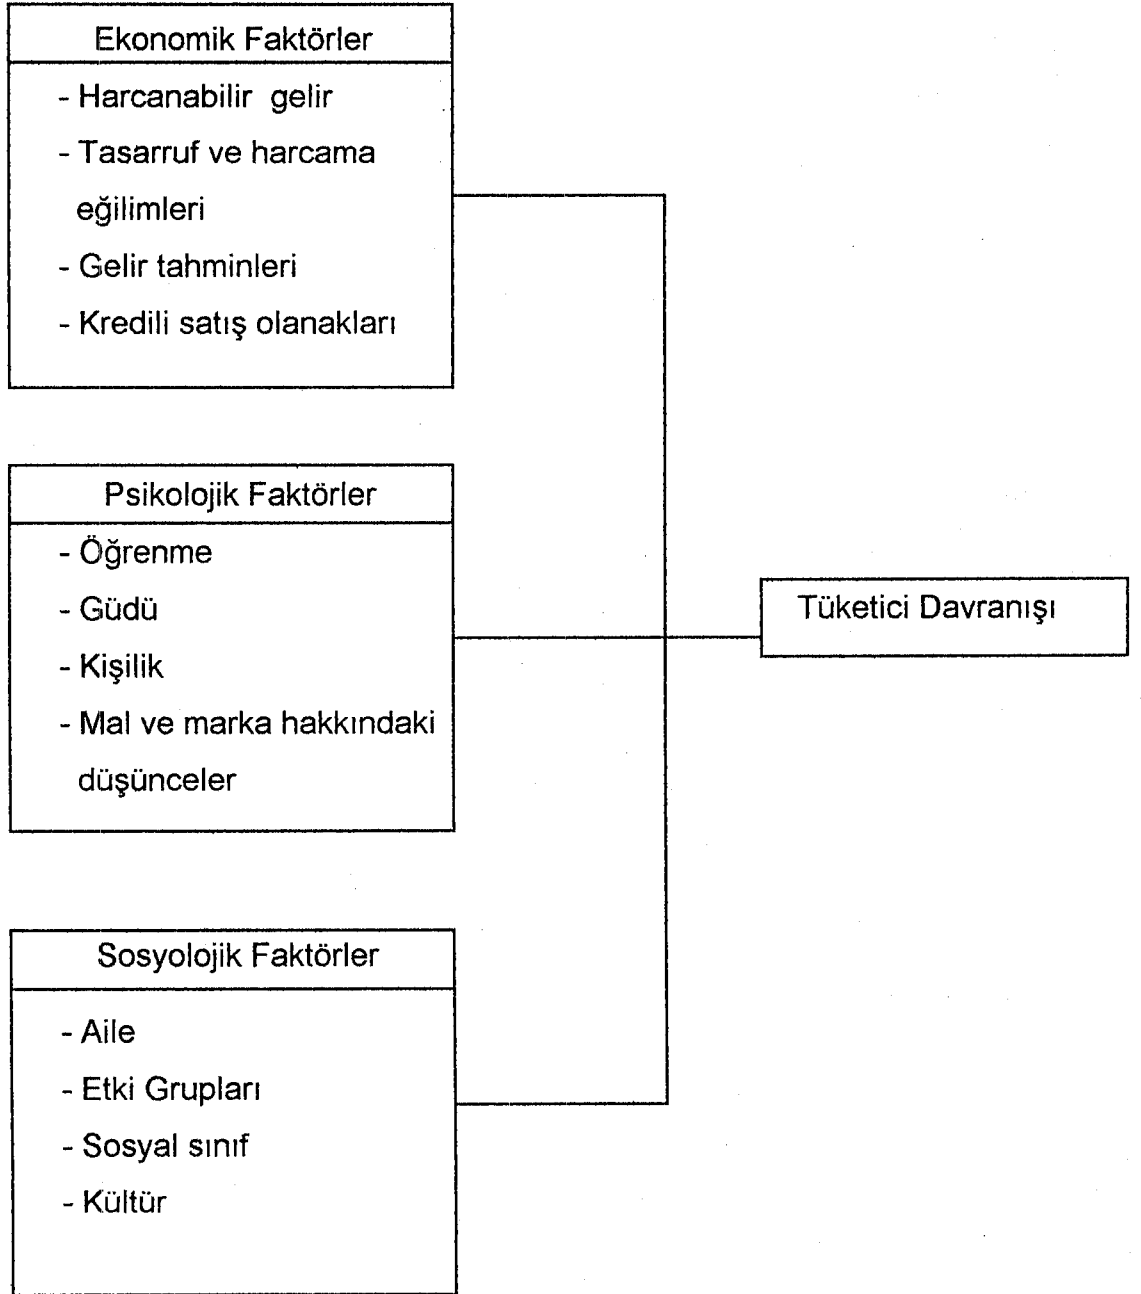 Ekonomik Faktörler
- Harcanabilir gelir
- Tasarruf ve harcama
eğilimleri
- Gelir tahminleri
- Kredili satış olanakları
Psikolojik Faktörler
- Öğrenme
- Güdü
- Kişilik
- Mal ve marka hakkındaki
düşünceler
Tüketici Davranışı
Sosyolojik Faktörler
- Aile
- Etki Grupları
- Sosyal sınıf
- Kültür